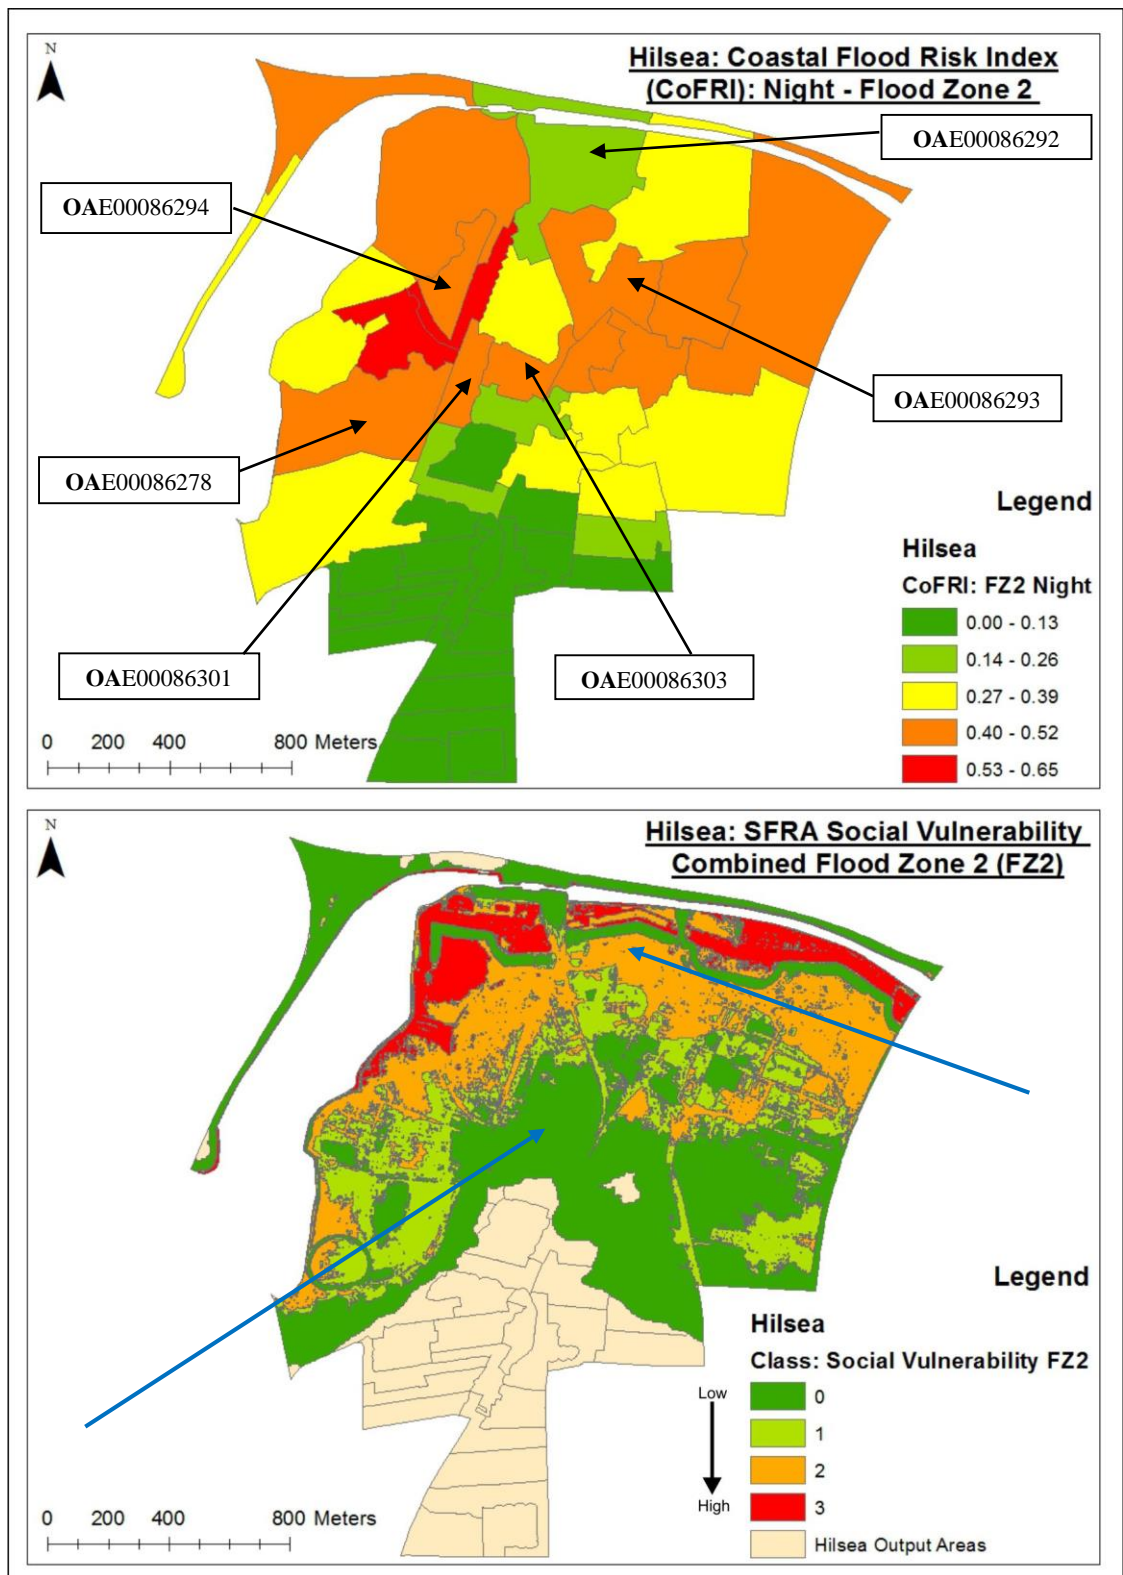 N
Hilsea: Coastal Flood Risk Index
(CoFRI): Night - Flood Zone 2
OAE00086292
OAE00086294
OAE00086293
OAE00086278
OAE00086301
OAE00086303
Legend
Hilsea
CoFRI: FZ2 Night
0.00 - 0.13
0.14 - 0.26
0.27 - 0.39
0.40 - 0.52
0.53 - 0.65
0 200 400 800 Meters
N
Hilsea: SFRA Social Vulnerability
Combined Flood Zone 2 (FZ2)
Legend
Hilsea
Class: Social Vulnerability FZ2
Low
High
0
1
2
3
Hilsea Output Areas
0 200 400 800 Meters